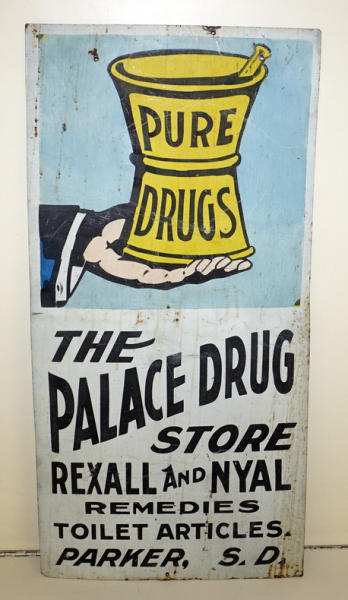 PURE
DRUGS
THE
PALACE DRUG
STORE
REXALL AND NYAL
REMEDIES
TOILET ARTICLES
PARKER, S.D.